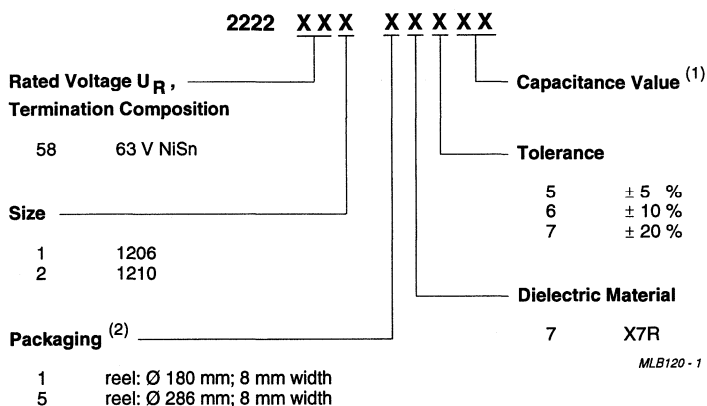 2222 X X X X X X X X
Rated Voltage U R ,
Termination Composition
58 63 V NiSn
Size
1 1206
2 1210
Packaging (2)
1 reel: Ø 180 mm; 8 mm width
5 reel: Ø 286 mm; 8 mm width
Capacitance Value (1)
Tolerance
5 ± 5 %
6 ± 10 %
7 ± 20 %
Dielectric Material
7 X7R
MLB120 - 1